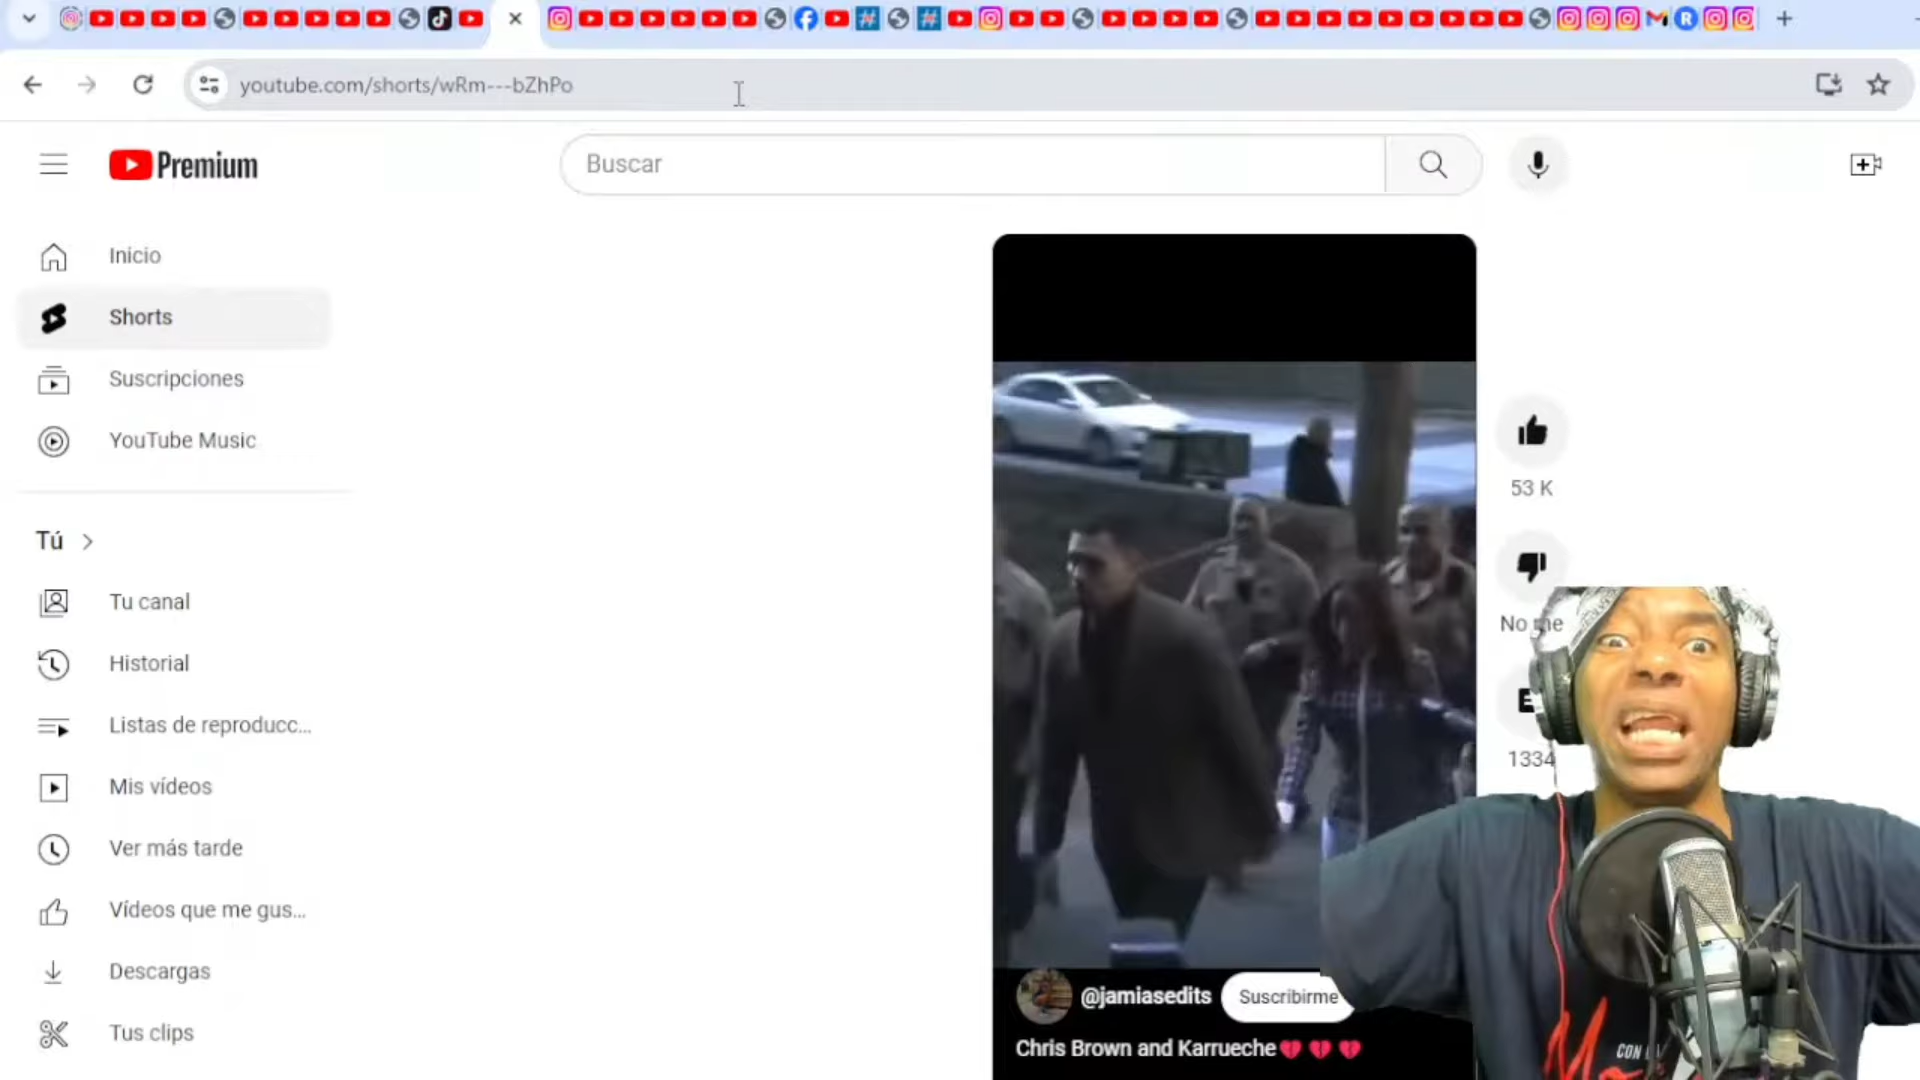 youtube.com/shorts/wRm---bZhPo
Premium
Buscar
Inicio
Shorts
Suscripciones
YouTube Music
Tú
Tu canal
Historial
Listas de reproducc...
Mis vídeos
Ver más tarde
Vídeos que me gus...
Descargas
Tus clips
53 K
No me
1334
@jamiasedits
Suscribirme
Chris Brown and Karrueche💔 💔 💔
CON